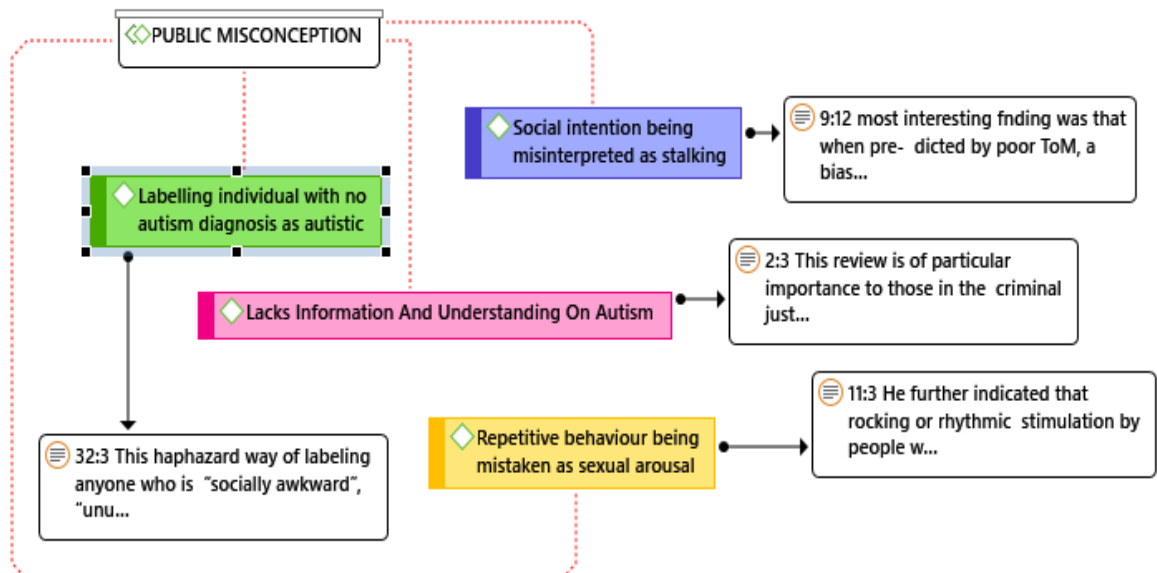 PUBLIC MISCONCEPTION
Social intention being
misinterpreted as stalking
9:12 most interesting fnding was that
when pre- dicted by poor ToM, a
bias...
Labelling individual with no
autism diagnosis as autistic
2:3 This review is of particular
importance to those in the criminal
just...
Lacks Information And Understanding On Autism
11:3 He further indicated that
rocking or rhythmic stimulation by
people w...
Repetitive behaviour being
mistaken as sexual arousal
32:3 This haphazard way of labeling
anyone who is "socially awkward",
"unu...